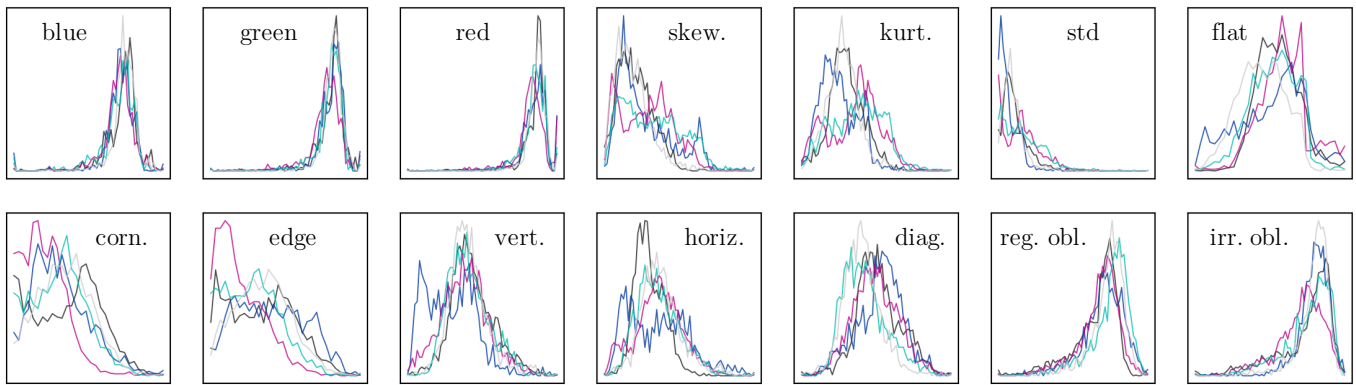 blue
green
red
skew.
kurt.
std
flat
corn.
edge
vert.
horiz.
diag.
reg. obl.
irr. obl.